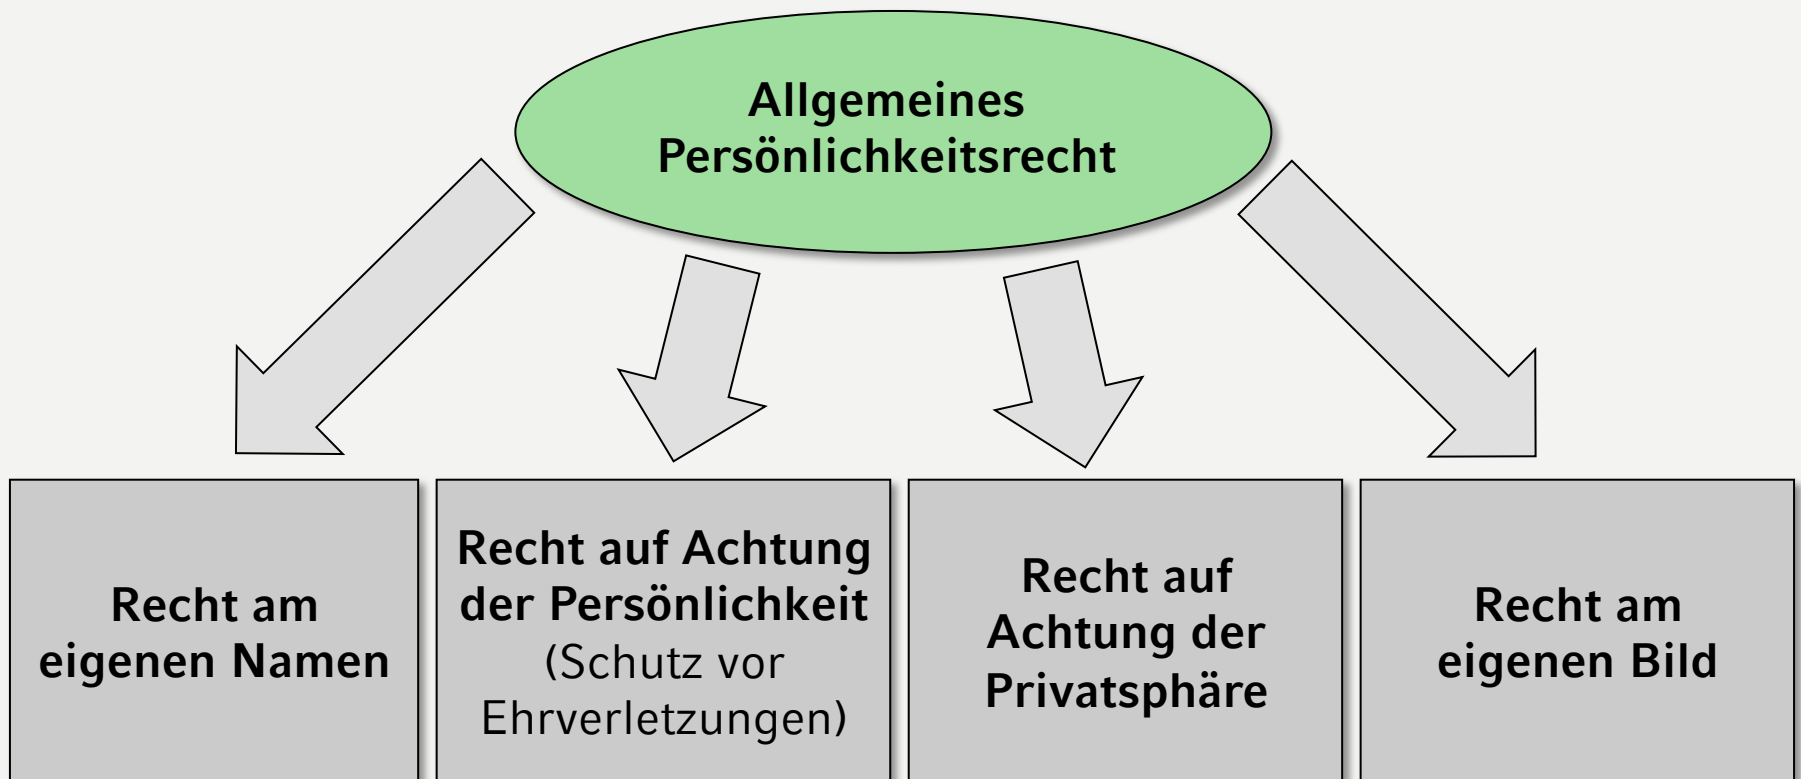 Allgemeines
Persönlichkeitsrecht
Recht am
eigenen Namen
Recht auf Achtung
der Persönlichkeit
(Schutz vor
Ehrverletzungen)
Recht auf
Achtung der
Privatsphäre
Recht am
eigenen Bild